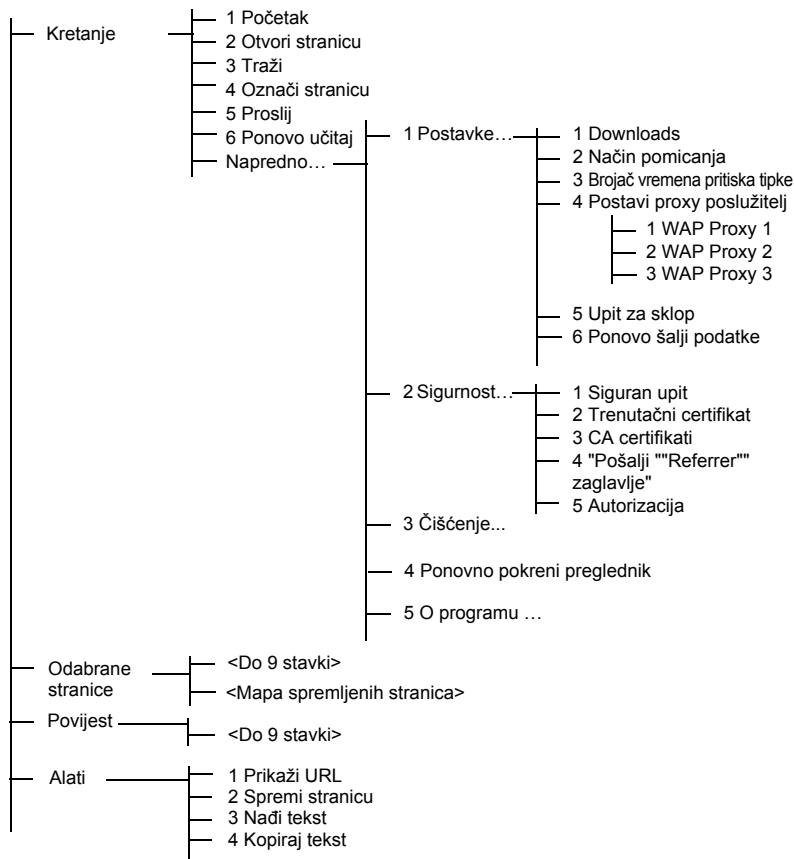 Kretanje
1 Početak
2 Otvori stranicu
3 Traži
4 Označi stranicu
5 Proslij
6 Ponovo učitaj
Napredno…
1 Postavke…
1 Downloads
2 Način pomicanja
3 Brojač vremena pritiska tipke
4 Postavi proxy poslužitelj
1 WAP Proxy 1
2 WAP Proxy 2
3 WAP Proxy 3
5 Upit za sklop
6 Ponovo šalji podatke
2 Sigurnost…
1 Siguran upit
2 Trenutačni certifikat
3 CA certifikati
4 "Pošalji ""Referrer""
zaglavlje"
5 Autorizacija
3 Čišćenje...
4 Ponovno pokreni preglednik
5 O programu …
Odabrane
stranice
<Do 9 stavki>
<Mapa spremljenih stranica>
Povijest
<Do 9 stavki>
Alati
1 Prikaži URL
2 Spremi stranicu
3 Nađi tekst
4 Kopiraj tekst